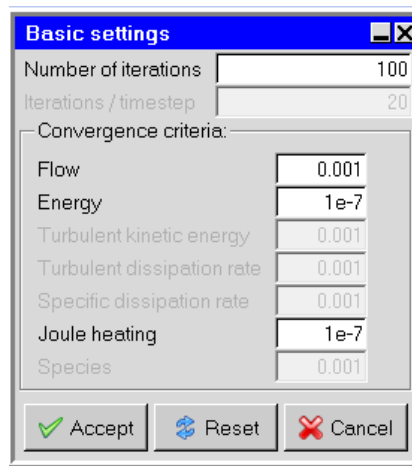 Basic settings
Number of iterations 100
Iterations / timestep 20
Convergence criteria:
Flow 0.001
Energy 1e-7
Turbulent kinetic energy 0.001
Turbulent dissipation rate 0.001
Specific dissipation rate 0.001
Joule heating 1e-7
Species 0.001
Accept Reset Cancel